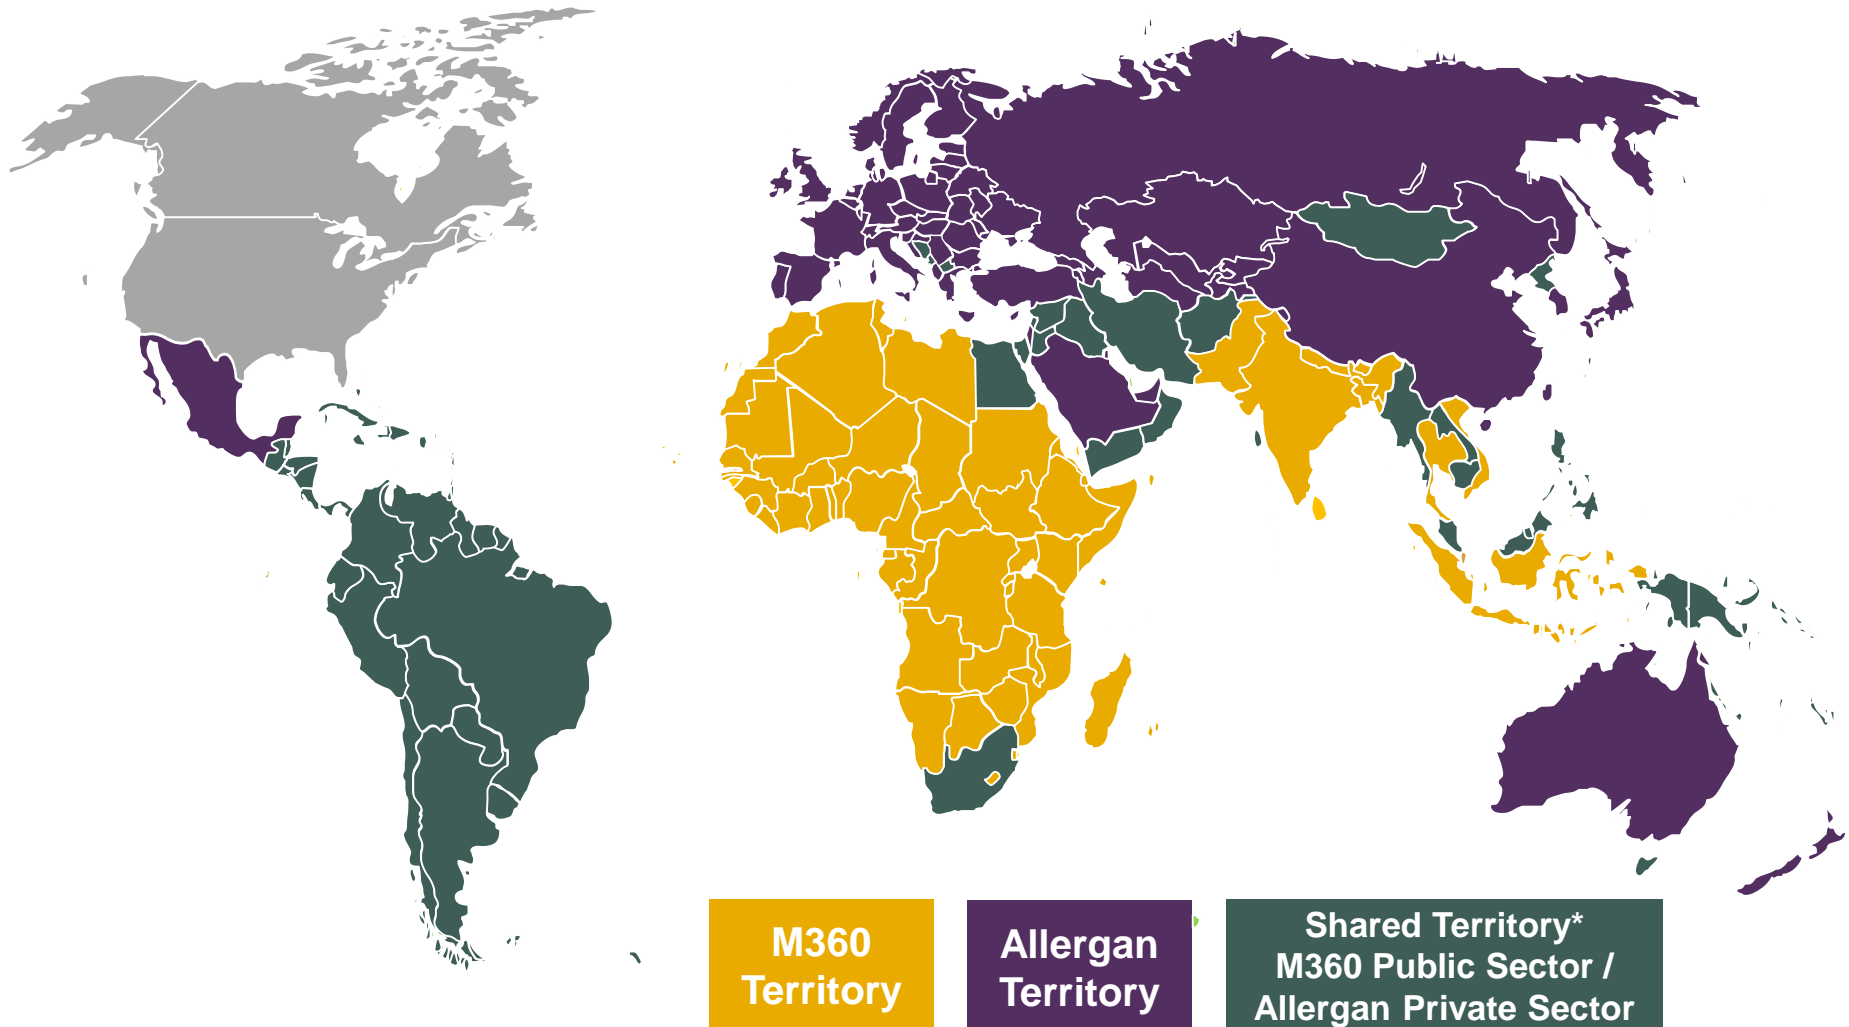 M360
Territory
Allergan
Territory
Shared Territory*
M360 Public Sector /
Allergan Private Sector